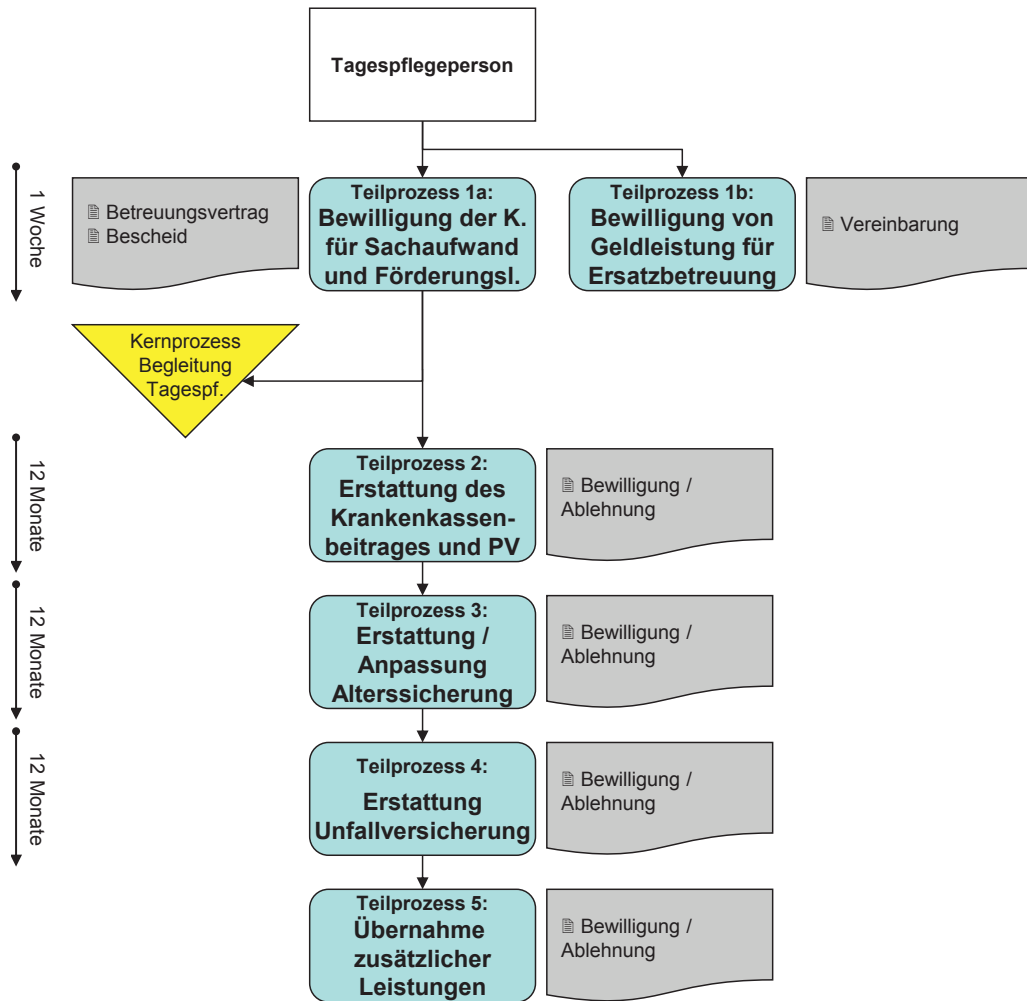 Tagespflegeperson
1 Woche
Betreuungsvertrag
Bescheid
Teilprozess 1a:
Bewilligung der K.
für Sachaufwand
und Förderungsl.
Teilprozess 1b:
Bewilligung von
Geldleistung für
Ersatzbetreuung
Vereinbarung
Kernprozess
Begleitung
Tagespf.
12 Monate
Teilprozess 2:
Erstattung des
Krankenkassen-
beitrages und PV
Bewilligung /
Ablehnung
12 Monate
Teilprozess 3:
Erstattung /
Anpassung
Alterssicherung
Bewilligung /
Ablehnung
12 Monate
Teilprozess 4:
Erstattung
Unfallversicherung
Bewilligung /
Ablehnung
Teilprozess 5:
Übernahme
zusätzlicher
Leistungen
Bewilligung /
Ablehnung